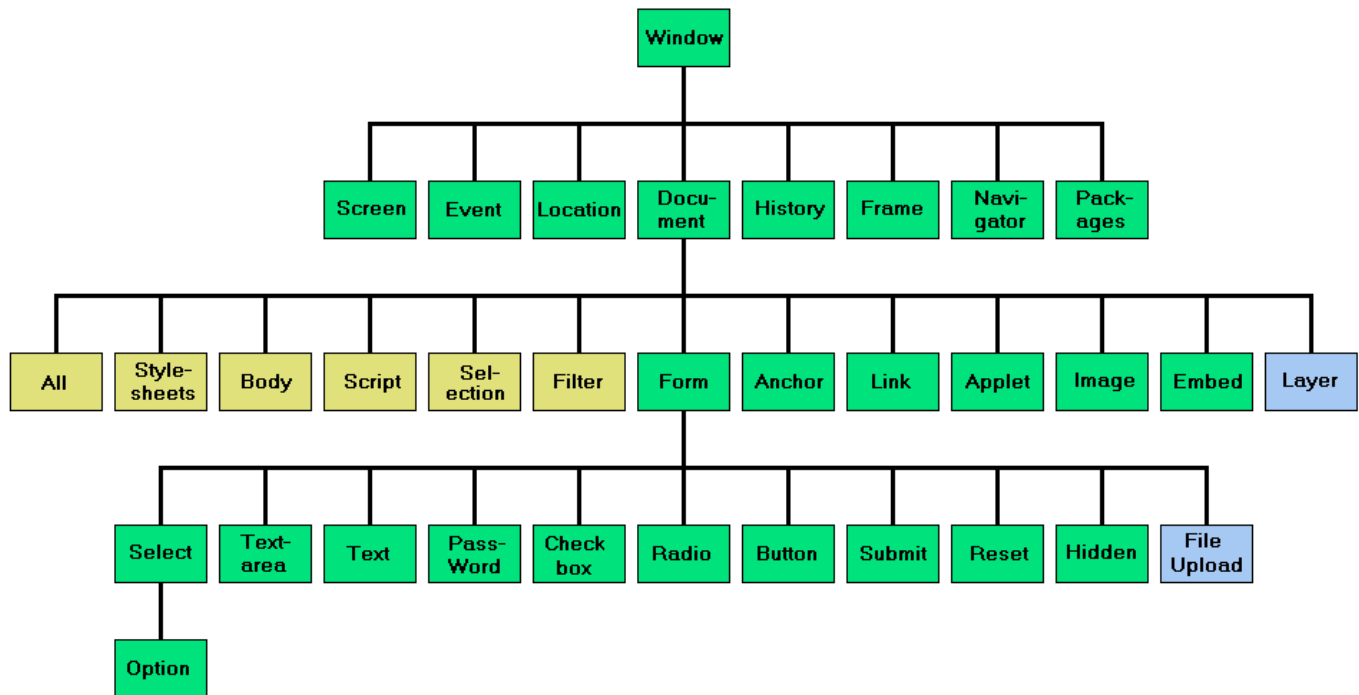 Window
Screen
Event
Location
Docu-
ment
History
Frame
Navi-
gator
Pack-
ages
All
Style-
sheets
Body
Script
Sel-
ection
Filter
Form
Anchor
Link
Applet
Image
Embed
Layer
Select
Text-
area
Text
Pass-
Word
Check
box
Radio
Button
Submit
Reset
Hidden
File
Upload
Option